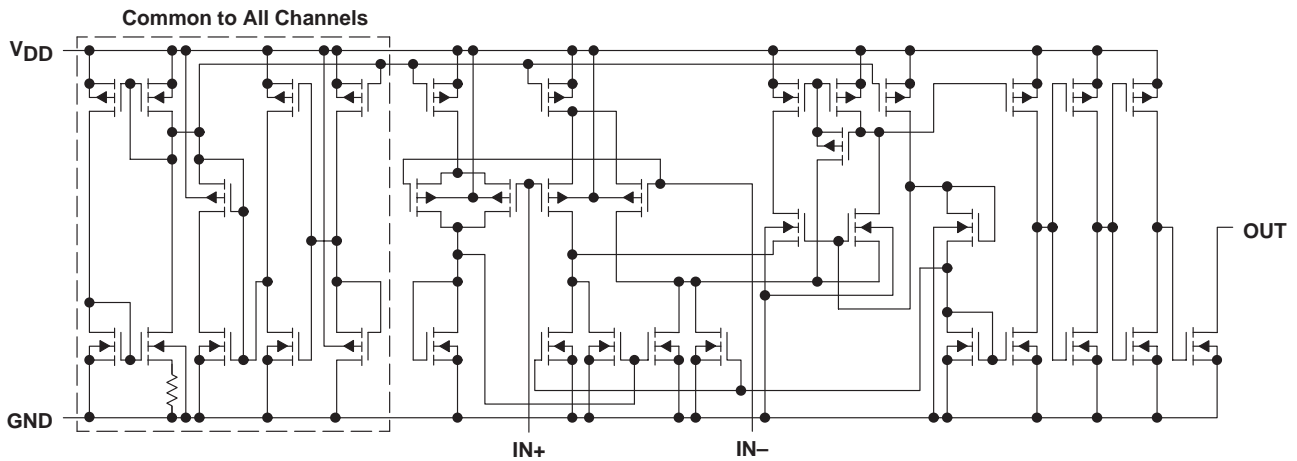 Common to All Channels
VDD
OUT
GND
IN+
IN–